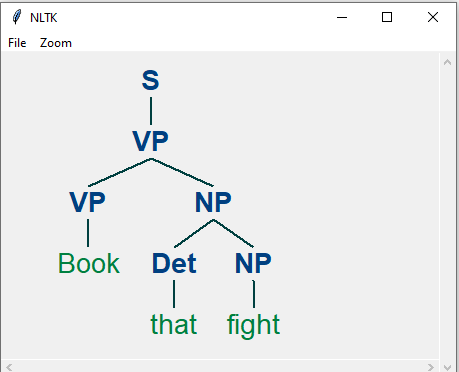 NLTK
File Zoom
S
VP
VP NP
Book Det NP
that fight